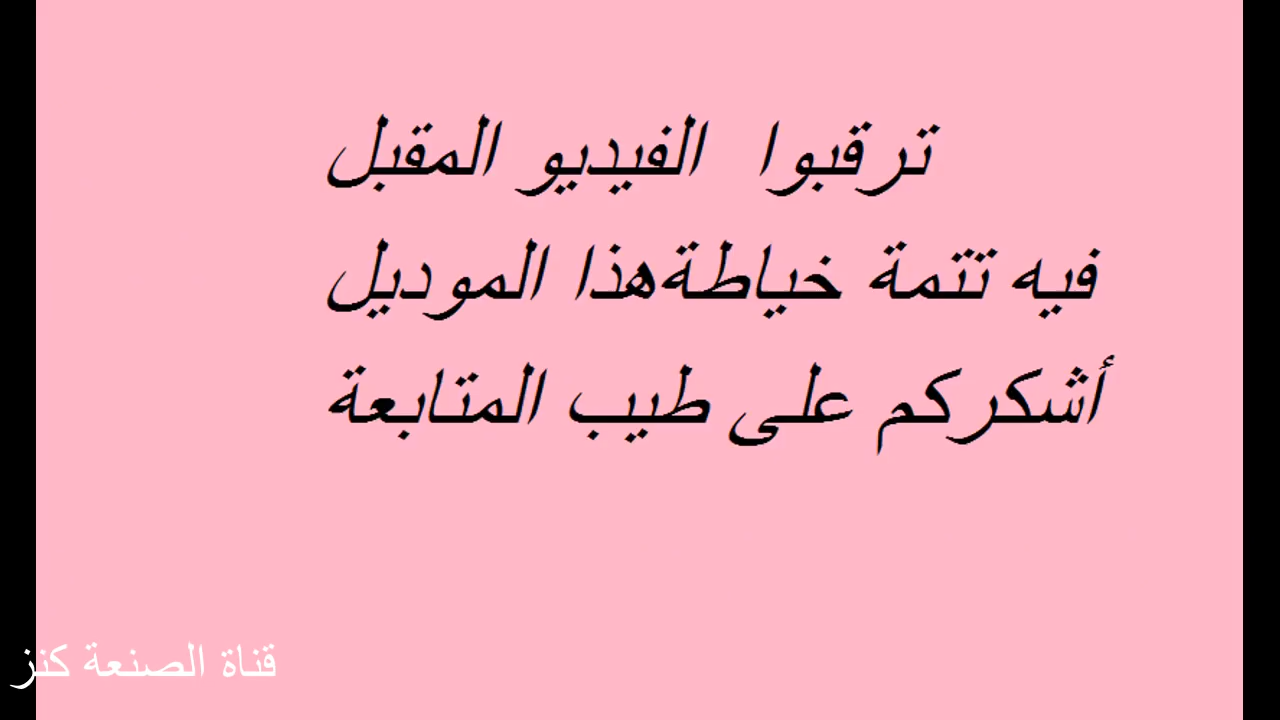 ترقبوا الفيديو المقبل
فيه تتمة خياطةهذا الموديل
أشكركم على طيب المتابعة
قناة الصنعة كنز